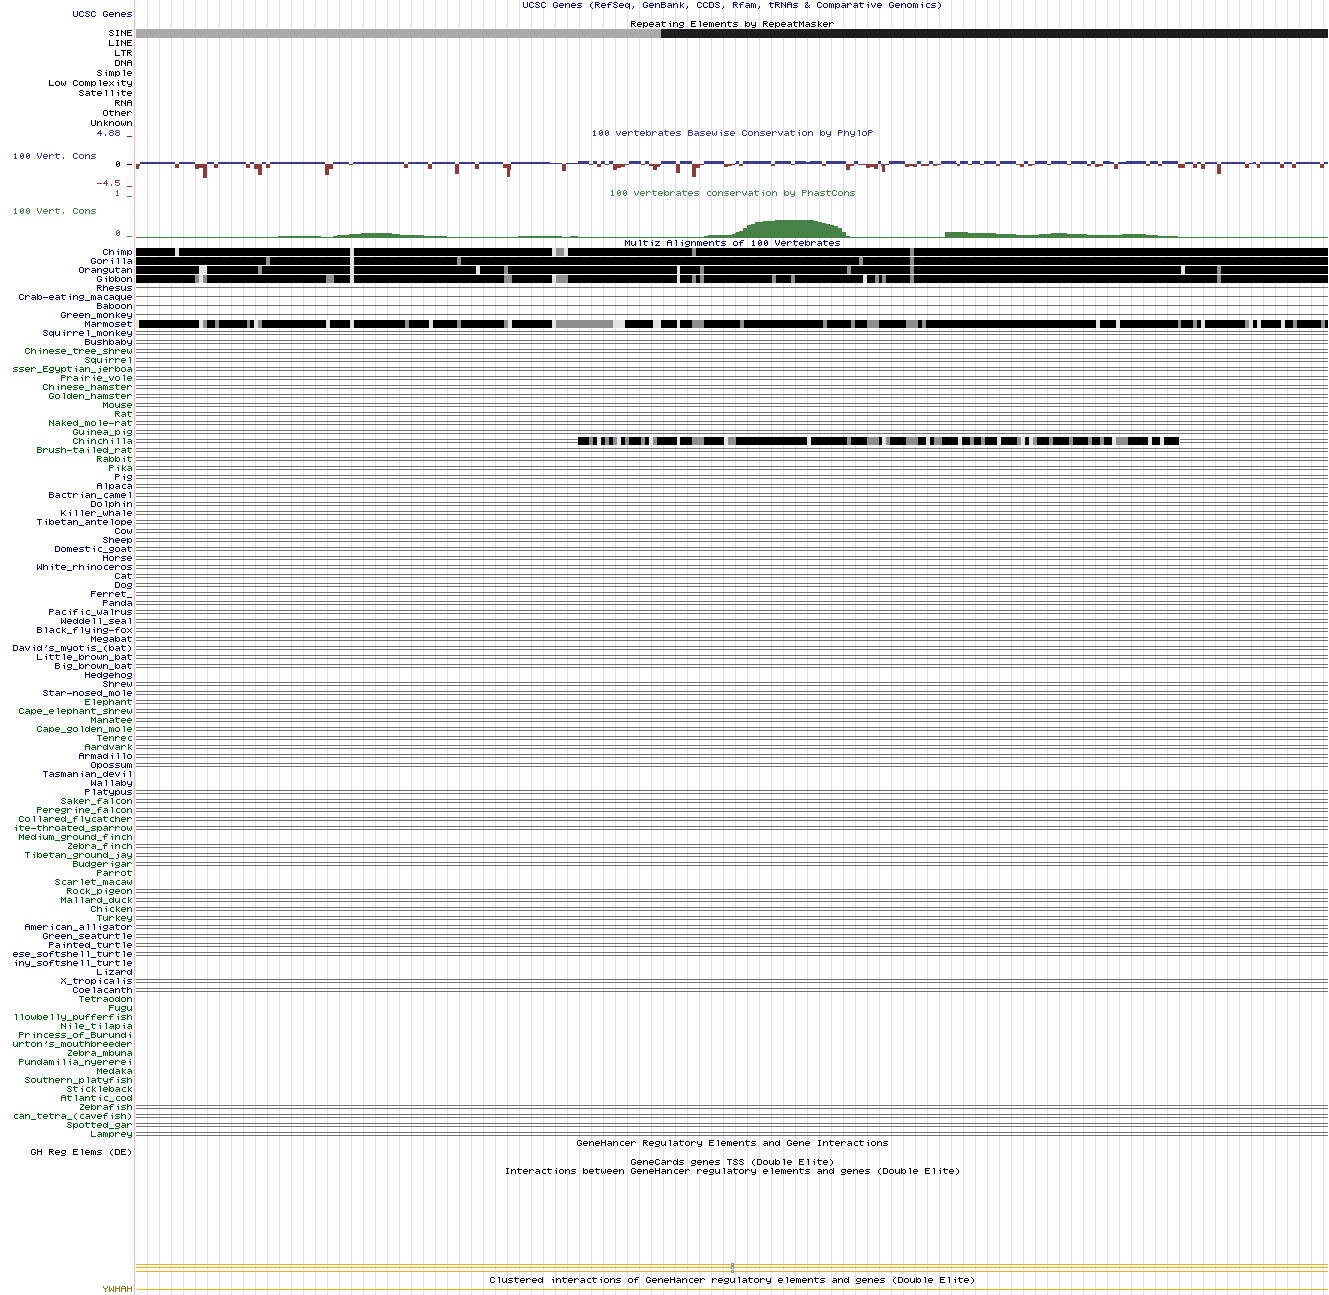 UCSC Genes (RefSeq, GenBank, CCDS, Rfam, tRNAs & Comparative Genomics)
UCSC Genes
Repeating Elements by RepeatMasker
SINE
LINE
LTR
DNA
Simple
Low Complexity
Satellite
RNA
Other
Unknown
4.88 _
100 vertebrates Basewise Conservation by PhyloP
100 Vert. Cons
0 -
-4.5 _
1 _
100 vertebrates conservation by PhastCons
100 Vert. Cons
0 _
Multiz Alignments of 100 Vertebrates
Chimp
Gorilla
Orangutan
Gibbon
Rhesus
Crab-eating_macaque
Baboon
Green_monkey
Marmoset
Squirrel_monkey
Bushbaby
Chinese_tree_shrew
Squirrel
sser_Egyptian_jerboa
Prairie_vole
Chinese_hamster
Golden_hamster
Mouse
Rat
Naked_mole-rat
Guinea_pig
Chinchilla
Brush-tailed_rat
Rabbit
Pika
Pig
Alpaca
Bactrian_camel
Dolphin
Killer_whale
Tibetan_antelope
Cow
Sheep
Domestic_goat
Horse
White_rhinoceros
Cat
Dog
Ferret_
Panda
Pacific_walrus
Weddell_seal
Black_flying-fox
Megabat
David's_myotis_(bat)
Little_brown_bat
Big_brown_bat
Hedgehog
Shrew
Star-nosed_mole
Elephant
Cape_elephant_shrew
Manatee
Cape_golden_mole
Tenrec
Aardvark
Armadillo
Opossum
Tasmanian_devil
Wallaby
Platypus
Saker_falcon
Peregrine_falcon
Collared_flycatcher
ite-throated_sparrow
Medium_ground_finch
Zebra_finch
Tibetan_ground_jay
Budgerigar
Parrot
Scarlet_macaw
Rock_pigeon
Mallard_duck
Chicken
Turkey
American_alligator
Green_seaturtle
Painted_turtle
ese_softshell_turtle
iny_softshell_turtle
Lizard
X_tropicalis
Coelacanth
Tetraodon
Fugu
llowbelly_pufferfish
Nile_tilapia
Princess_of_Burundi
urton's_mouthbreeder
Zebra_mbuna
Pundamilia_nyererei
Medaka
Southern_platyfish
Stickleback
Atlantic_cod
Zebrafish
can_tetra_(cavefish)
Spotted_gar
Lamprey
GeneHancer Regulatory Elements and Gene Interactions
GH Reg Elems (DE)
GeneCards genes TSS (Double Elite)
Interactions between GeneHancer regulatory elements and genes (Double Elite)
Clustered interactions of GeneHancer regulatory elements and genes (Double Elite)
YWHAH